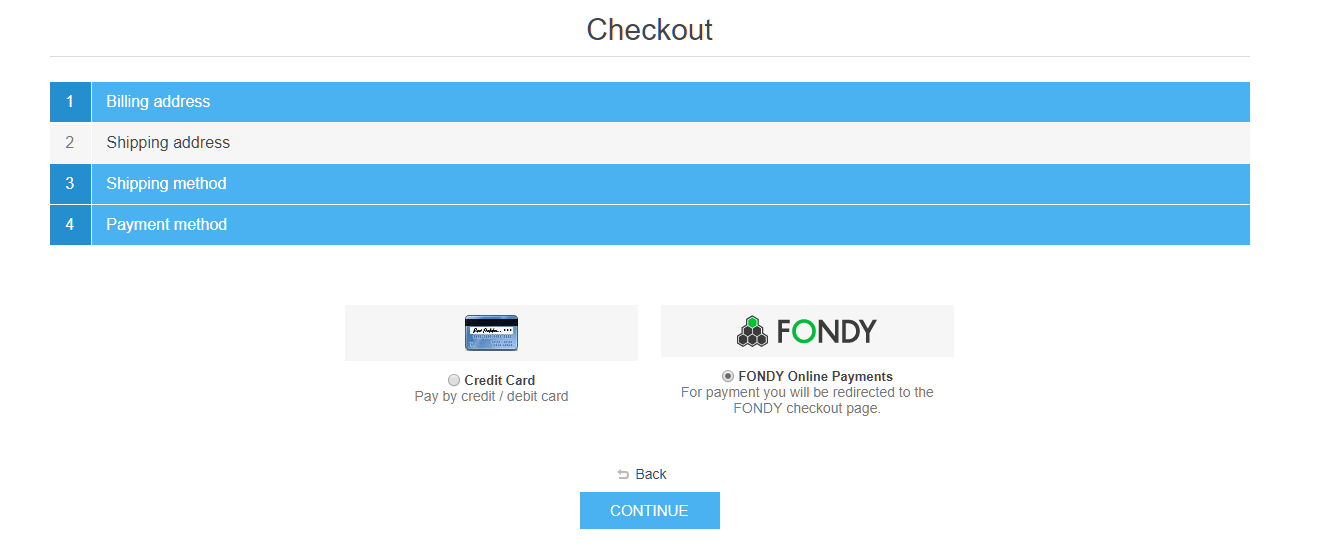 Checkout
1 Billing address
2 Shipping address
3 Shipping method
4 Payment method
FONDY
Credit Card
Pay by credit / debit card
FONDY Online Payments
For payment you will be redirected to the
FONDY checkout page.
Back
CONTINUE